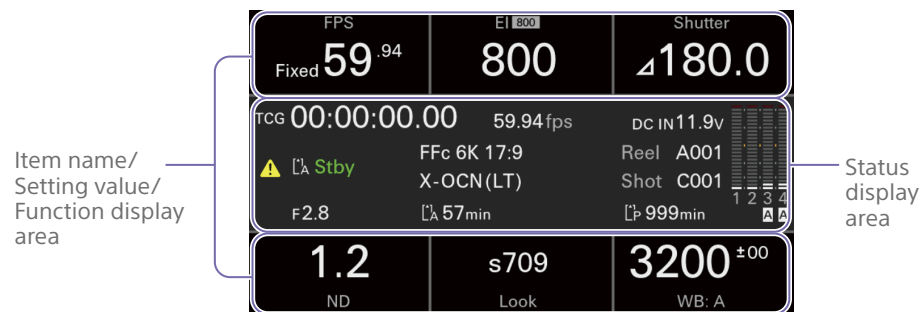 FPS EI 800 Shutter
Fixed 59 .94 800 ⊿180.0
TCG 00:00:00.00 59.94 fps DC IN 11.9V
A Stby FFc 6K 17:9 Reel A001
X-OCN(LT) Shot C001
1 2 3 4
F2.8 A 57min P 999min A A
1.2 s709 3200 ±00
ND Look WB: A
Item name/
Setting value/
Function display
area
Status
display
area